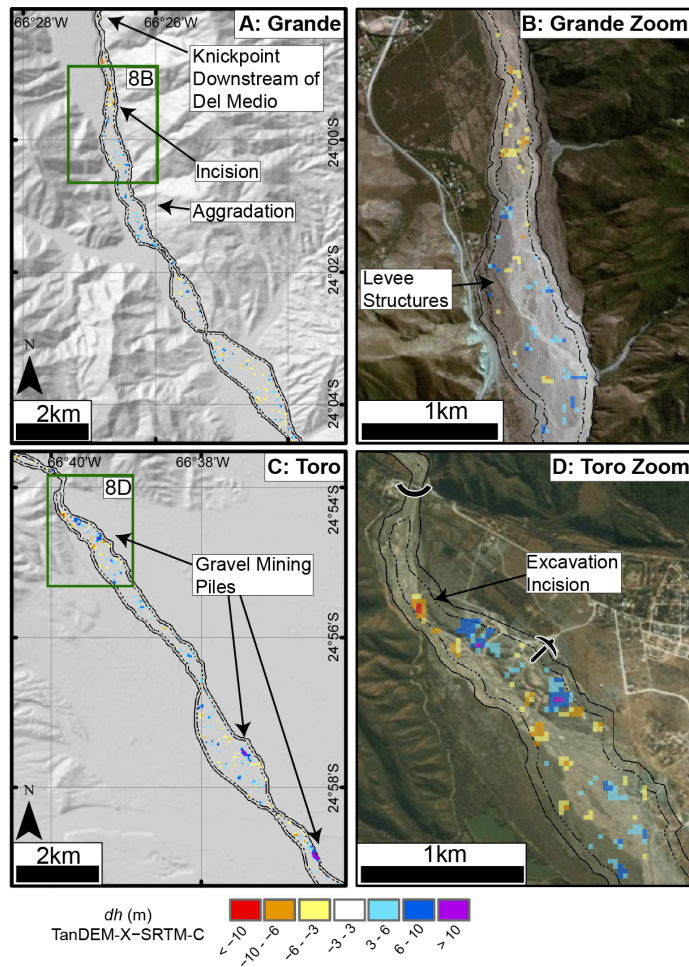 66°28'W
66°26'W
A: Grande
Knickpoint
Downstream of
Del Medio
8B
24°00'S
Incision
Aggradation
24°02'S
N
24°04'S
2km
B: Grande Zoom
Levee
Structures
1km
66°40'W
66°38'W
C: Toro
8D
24°54'S
Gravel Mining
Piles
24°56'S
N
24°58'S
2km
D: Toro Zoom
Excavation
Incision
1km
dh (m)
TanDEM-X−SRTM-C
< −10
−10 - −6
−6 - −3
−3 - 3
3 - 6
6 - 10
> 10